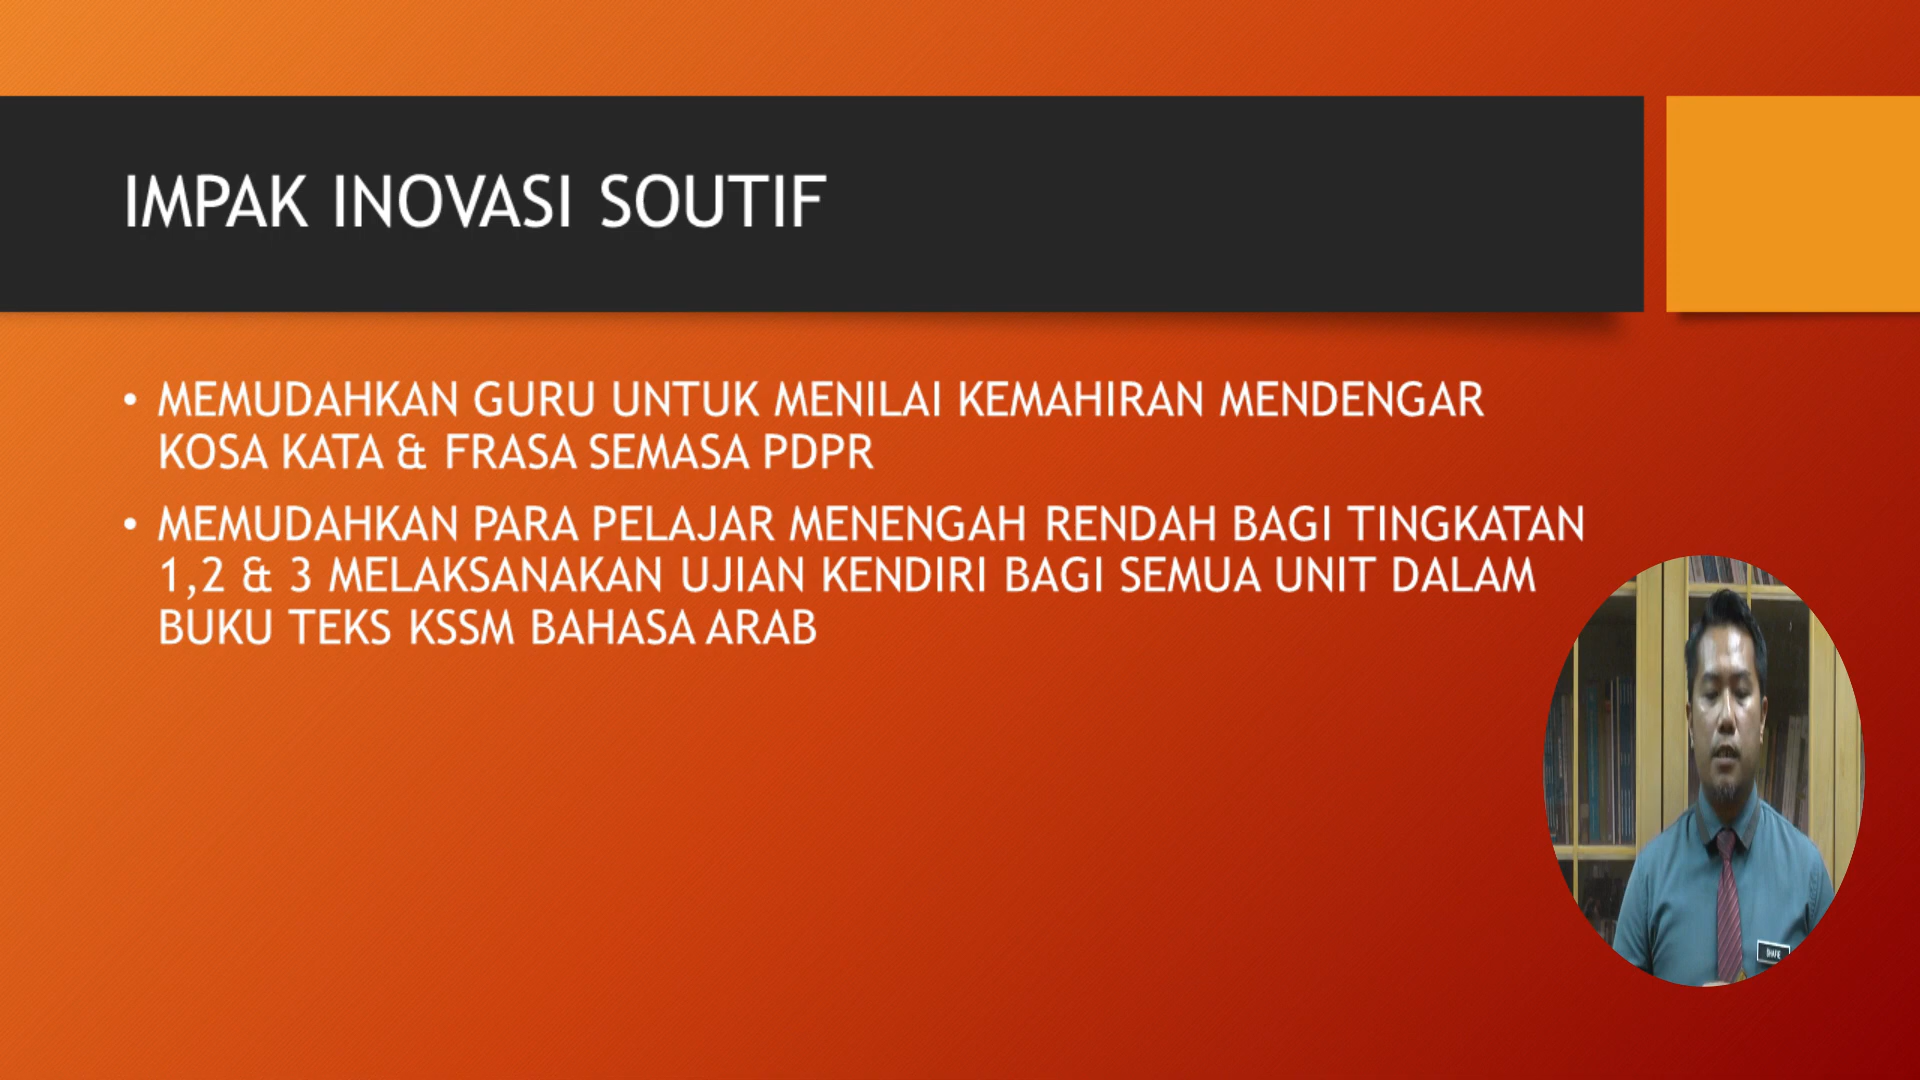 IMPAK INOVASI SOUTIF
• MEMUDAHKAN GURU UNTUK MENILAI KEMAHIRAN MENDENGAR
KOSA KATA & FRASA SEMASA PDPR
• MEMUDAHKAN PARA PELAJAR MENENGAH RENDAH BAGI TINGKATAN
1,2 & 3 MELAKSANAKAN UJIAN KENDIRI BAGI SEMUA UNIT DALAM
BUKU TEKS KSSM BAHASA ARAB